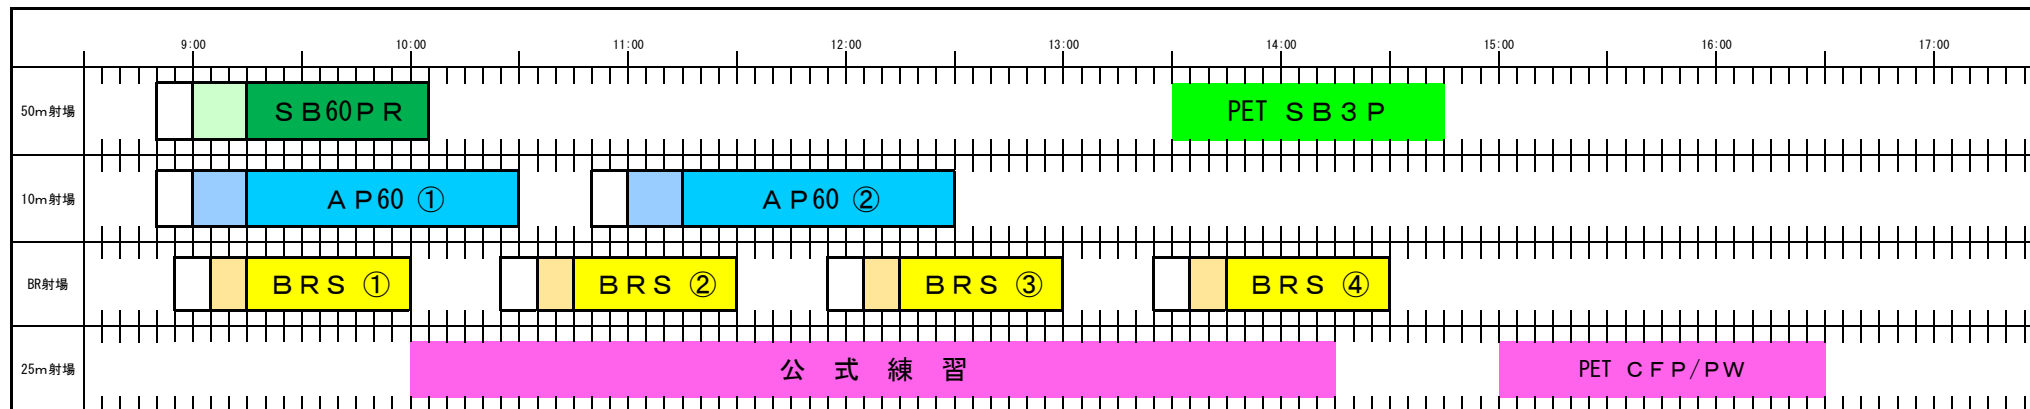 9:00 10:00 11:00 12:00 13:00 14:00 15:00 16:00 17:00
50m射場 ＳＢ60ＰＲ PET ＳＢ３Ｐ
10m射場 ＡＰ60 ① ＡＰ60 ②
BR射場 ＢＲＳ ① ＢＲＳ ② ＢＲＳ ③ ＢＲＳ ④
25m射場 公 式 練 習 PET ＣＦＰ/ＰＷ